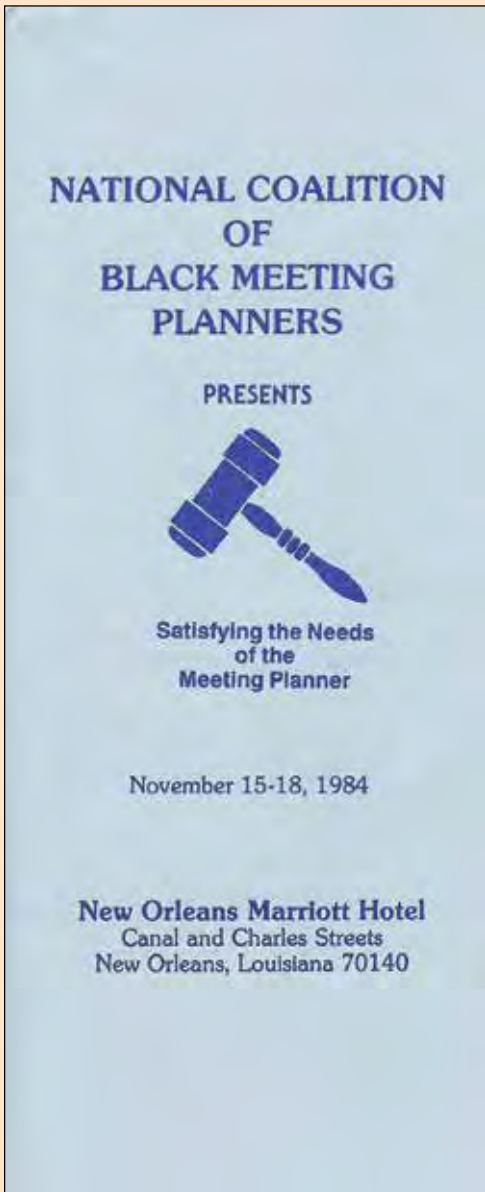 NATIONAL COALITION
OF
BLACK MEETING
PLANNERS
PRESENTS
Satisfying the Needs
of the
Meeting Planner
November 15-18, 1984
New Orleans Marriott Hotel
Canal and Charles Streets
New Orleans, Louisiana 70140